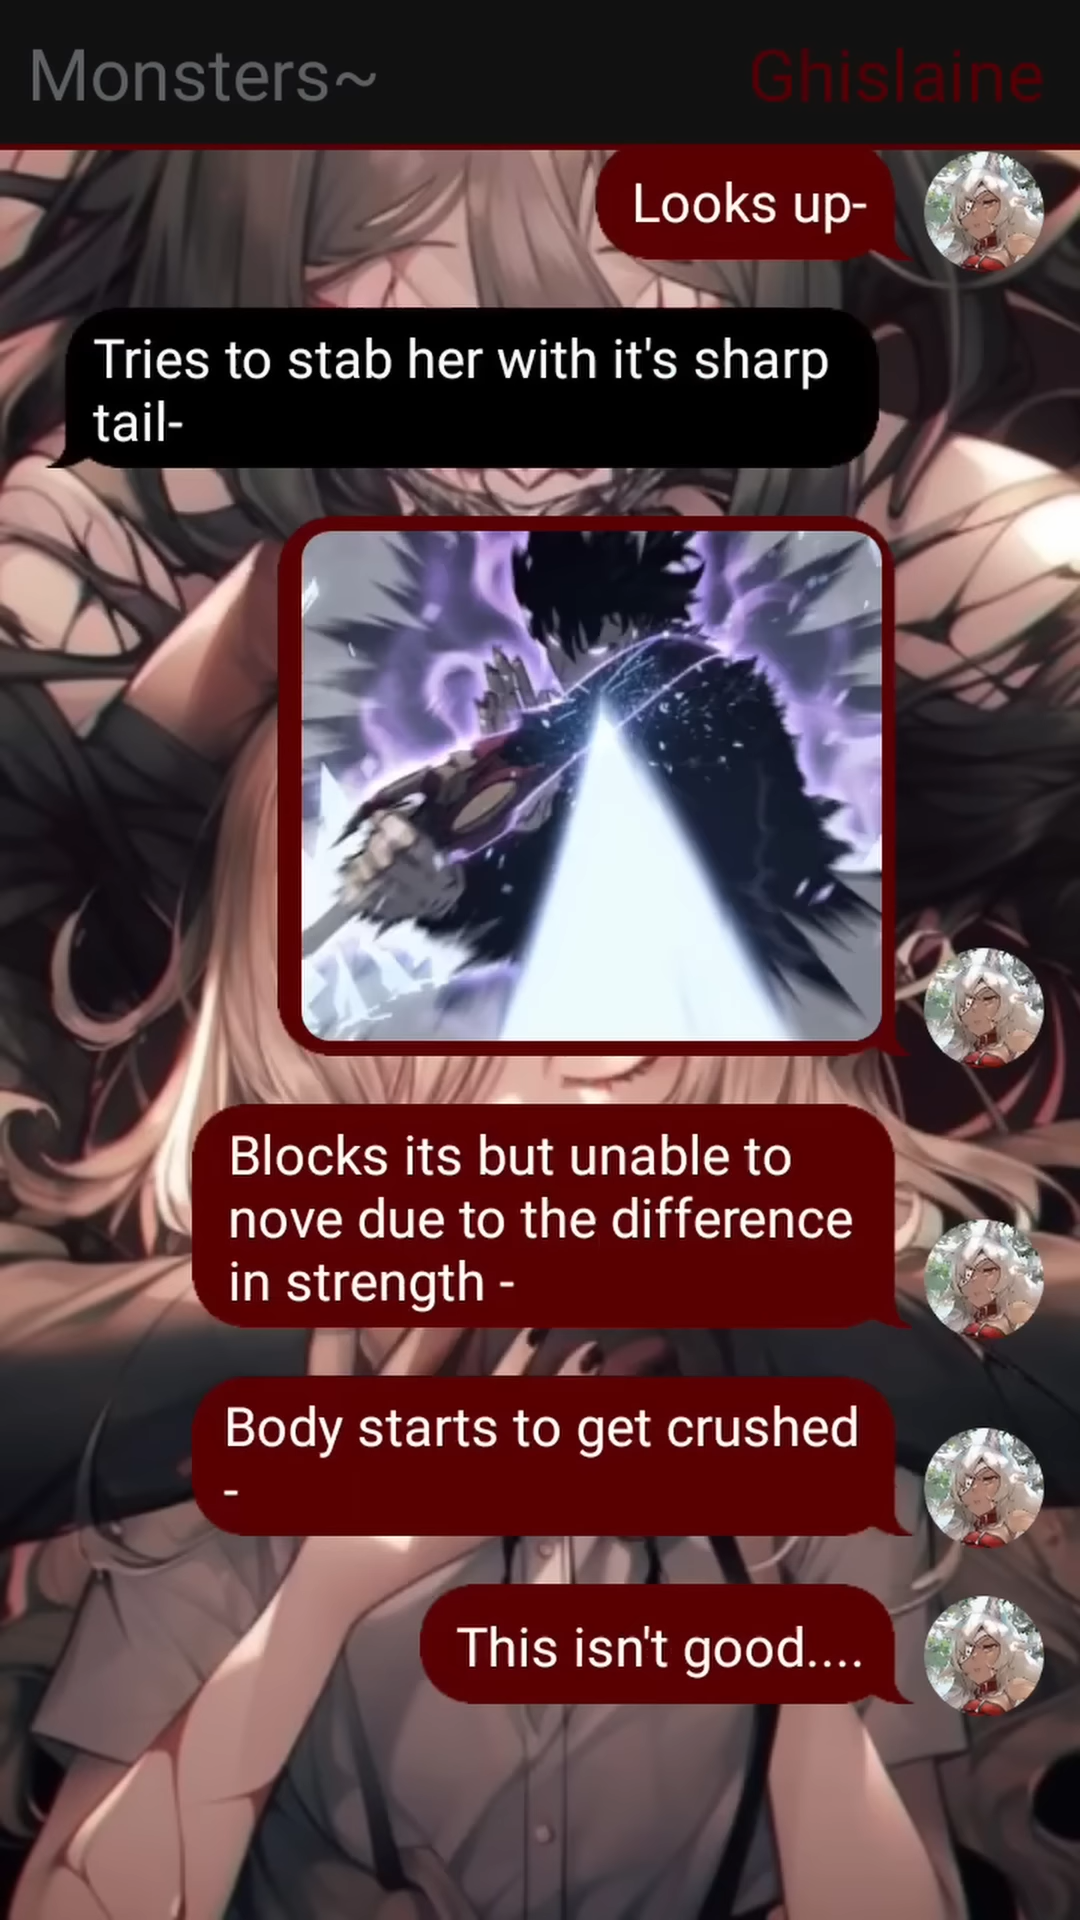 Monsters~ Ghislaine
Looks up-
Tries to stab her with it's sharp
tail-
Blocks its but unable to
nove due to the difference
in strength -
Body starts to get crushed
-
This isn't good....